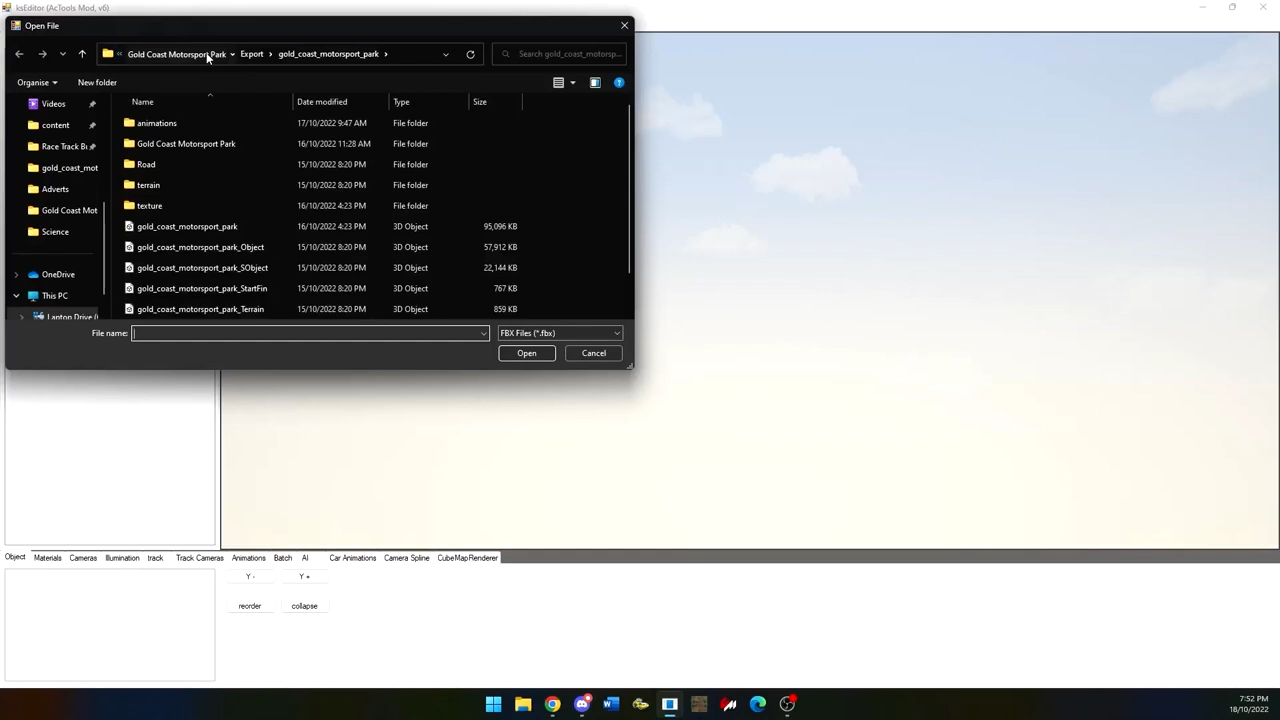 ksEditor (AcTools Mod, v6)
Open File
Gold Coast Motorsport Park Export gold_coast_motorsport_park
Search gold_coast_motorsp...
Organise New folder
Name Date modified Type Size
Videos
content
Race Track Bu
gold_coast_mot
Adverts
Gold Coast Mot
Science
OneDrive
This PC
Laptop Drive (
animations 17/10/2022 9:47 AM File folder
Gold Coast Motorsport Park 16/10/2022 11:28 AM File folder
Road 15/10/2022 8:20 PM File folder
terrain 15/10/2022 8:20 PM File folder
texture 16/10/2022 4:23 PM File folder
gold_coast_motorsport_park 16/10/2022 4:23 PM 3D Object 95,096 KB
gold_coast_motorsport_park_Object 15/10/2022 8:20 PM 3D Object 57,912 KB
gold_coast_motorsport_park_SObject 15/10/2022 8:20 PM 3D Object 22,144 KB
gold_coast_motorsport_park_StartFin 15/10/2022 8:20 PM 3D Object 767 KB
gold_coast_motorsport_park_Terrain 15/10/2022 8:20 PM 3D Object 859 KB
File name: FBX Files (*.fbx)
Open Cancel
Object Materials Cameras Illumination track Track Cameras Animations Batch AI Car Animations Camera Spline CubeMapRenderer
Y - Y +
reorder collapse
7:52 PM
18/10/2022